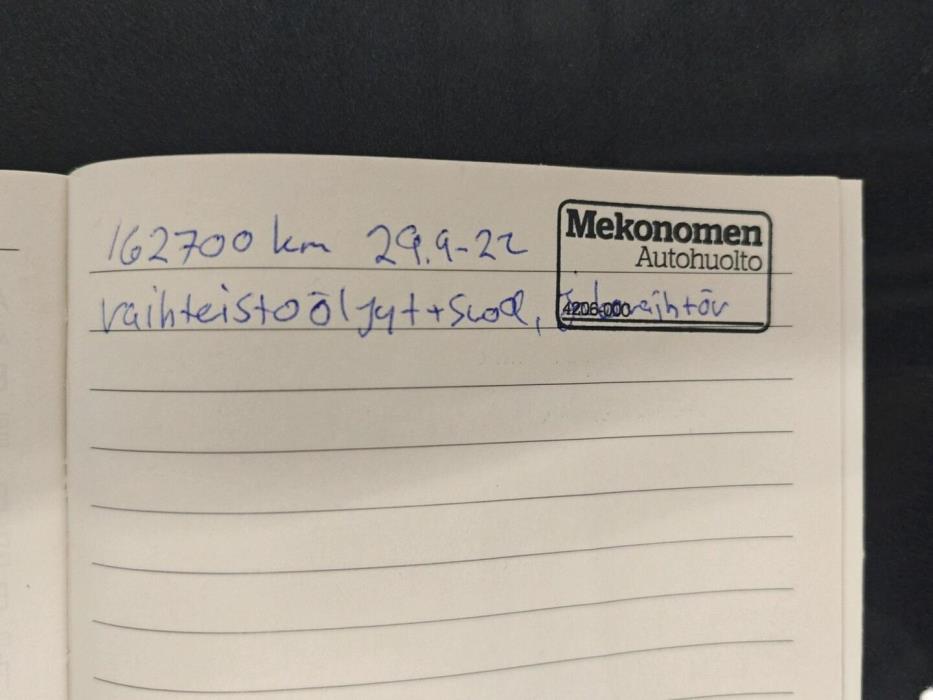 162700 km 29.9-22
Mekonomen
Autohuolto
vaihteistoöljyt+suod,
4206-000